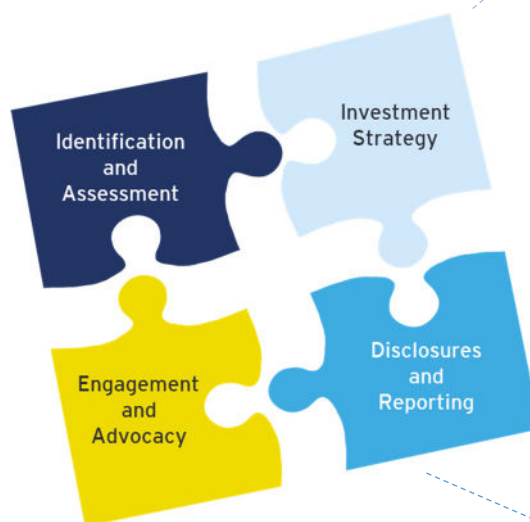 Identification
and
Assessment
Investment
Strategy
Engagement
and
Advocacy
Disclosures
and
Reporting